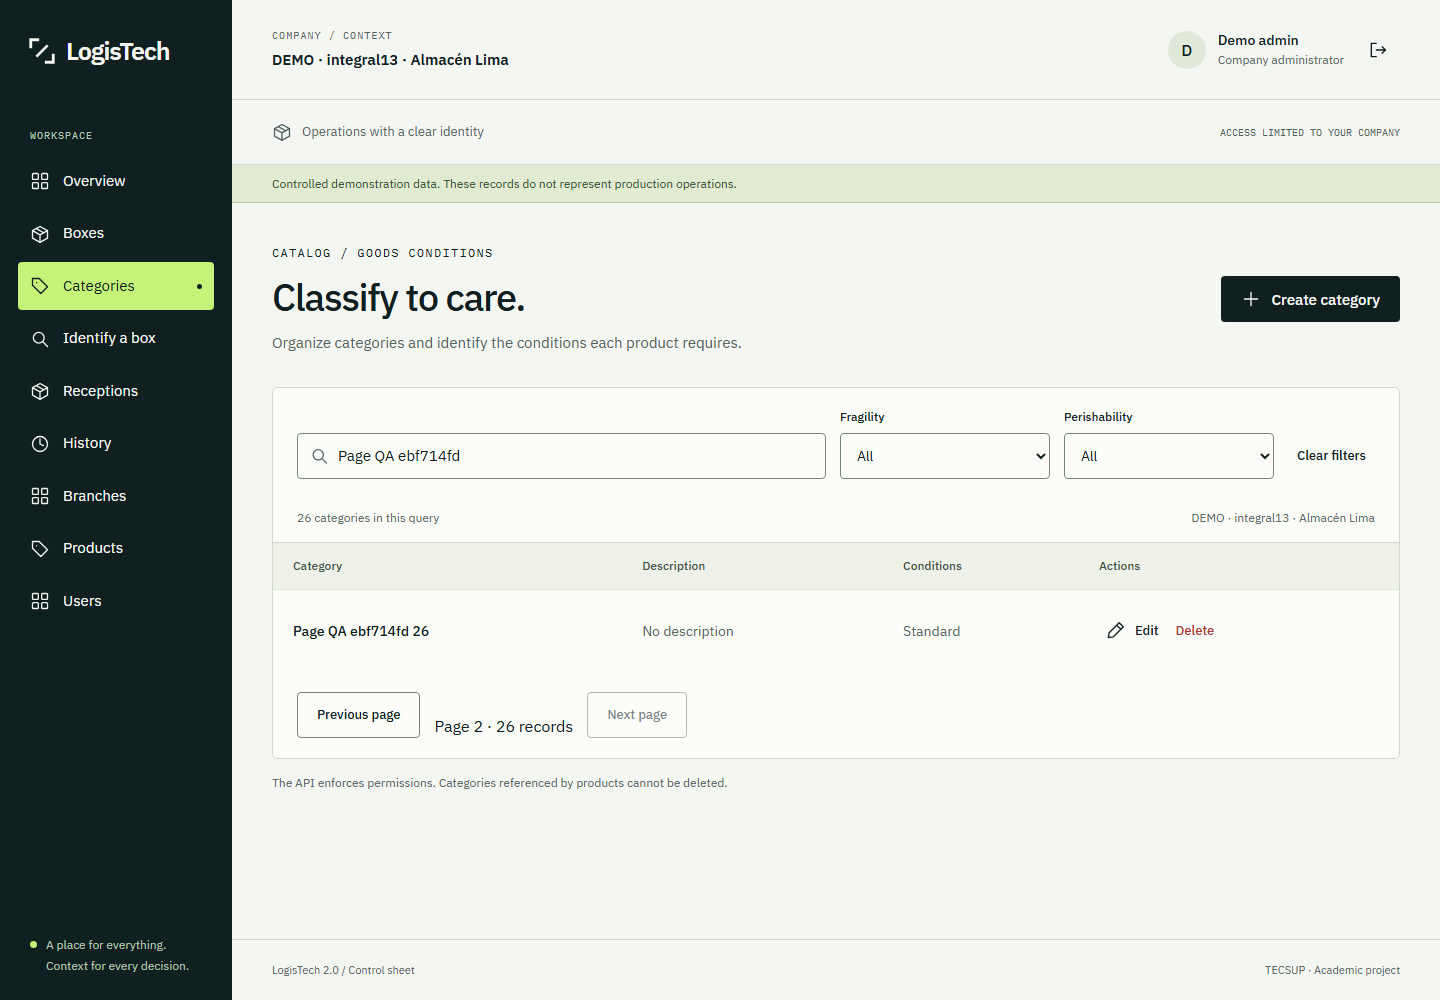 LogisTech
WORKSPACE
Overview
Boxes
Categories
Identify a box
Receptions
History
Branches
Products
Users
A place for everything.
Context for every decision.
COMPANY / CONTEXT
DEMO · integral13 · Almacén Lima
D
Demo admin
Company administrator
Operations with a clear identity
ACCESS LIMITED TO YOUR COMPANY
Controlled demonstration data. These records do not represent production operations.
CATALOG / GOODS CONDITIONS
Classify to care.
Organize categories and identify the conditions each product requires.
Create category
Fragility
Perishability
Page QA ebf714fd
All
All
Clear filters
26 categories in this query
DEMO · integral13 · Almacén Lima
Category Description Conditions Actions
Page QA ebf714fd 26 No description Standard Edit Delete
Previous page
Page 2 · 26 records
Next page
The API enforces permissions. Categories referenced by products cannot be deleted.
LogisTech 2.0 / Control sheet
TECSUP · Academic project